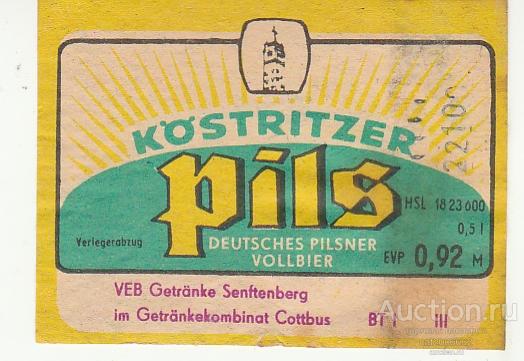 KÖSTRITZER
Pils
DEUTSCHES PILSNER
VOLLBIER
Verlegerabzug
HSL 18 23 600
0,5 l
EVP 0,92 M
VEB Getränke Senftenberg
im Getränkekombinat Cottbus BT I III
Auction.ru